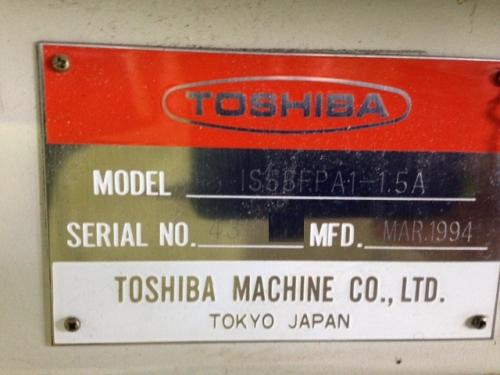 TOSHIBA
MODEL IS55FPA1-1.5A
SERIAL NO. 43 MFD. MAR.1994
TOSHIBA MACHINE CO., LTD.
TOKYO JAPAN